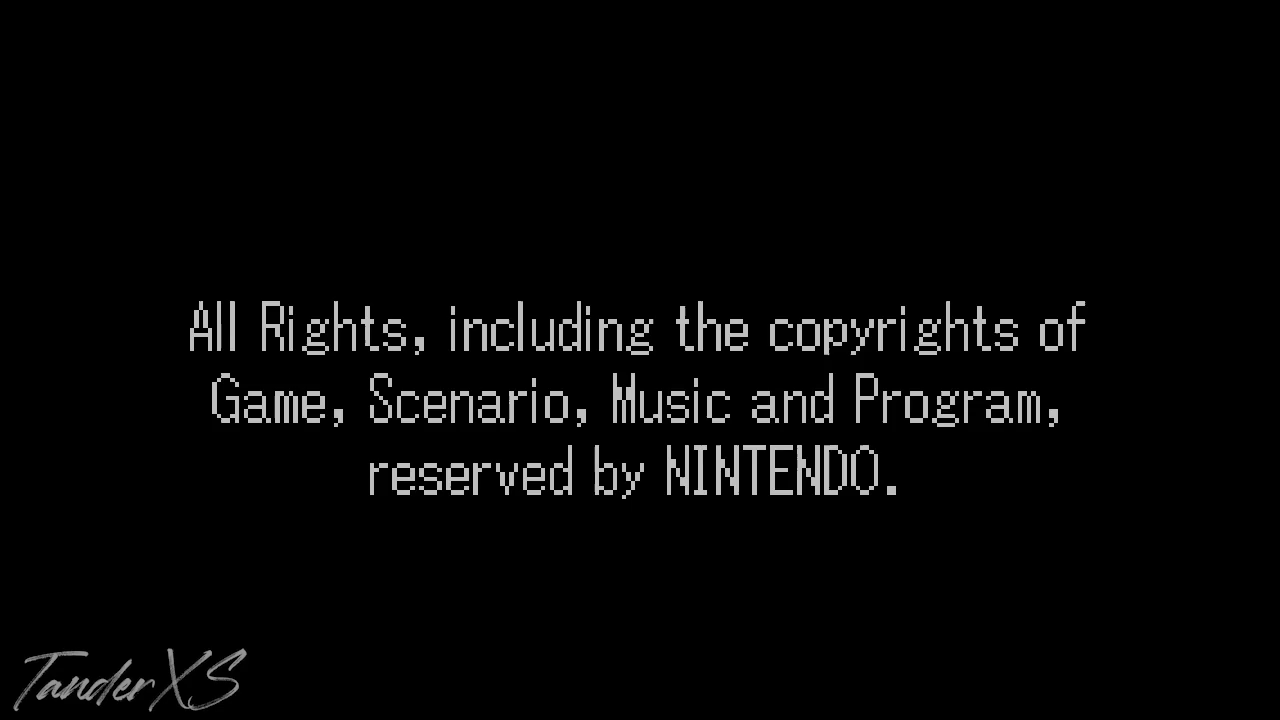 All Rights, including the copyrights of
Game, Scenario, Music and Program,
reserved by NINTENDO.
TanderXS